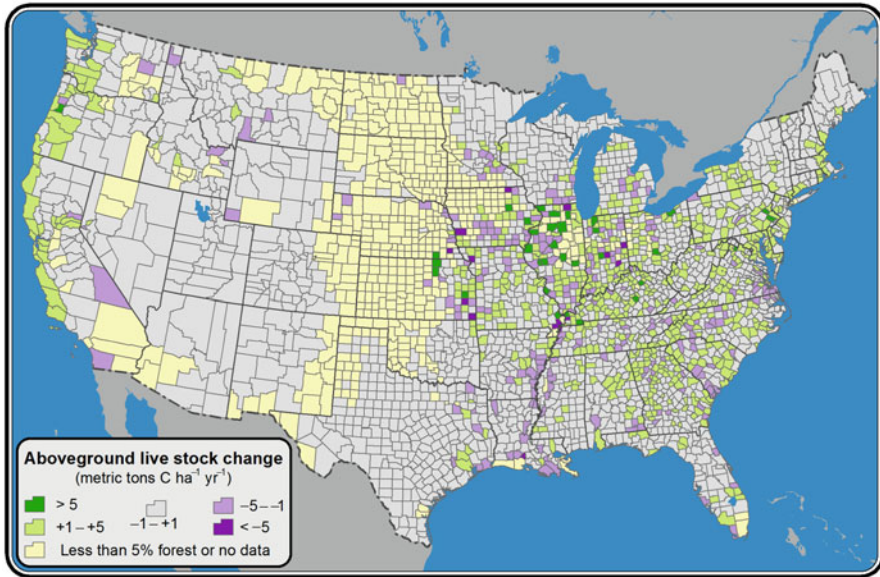 Aboveground live stock change
(metric tons C ha⁻¹ yr⁻¹)
> 5 −1 – +1 −5 – −1
+1 – +5 < −5
Less than 5% forest or no data